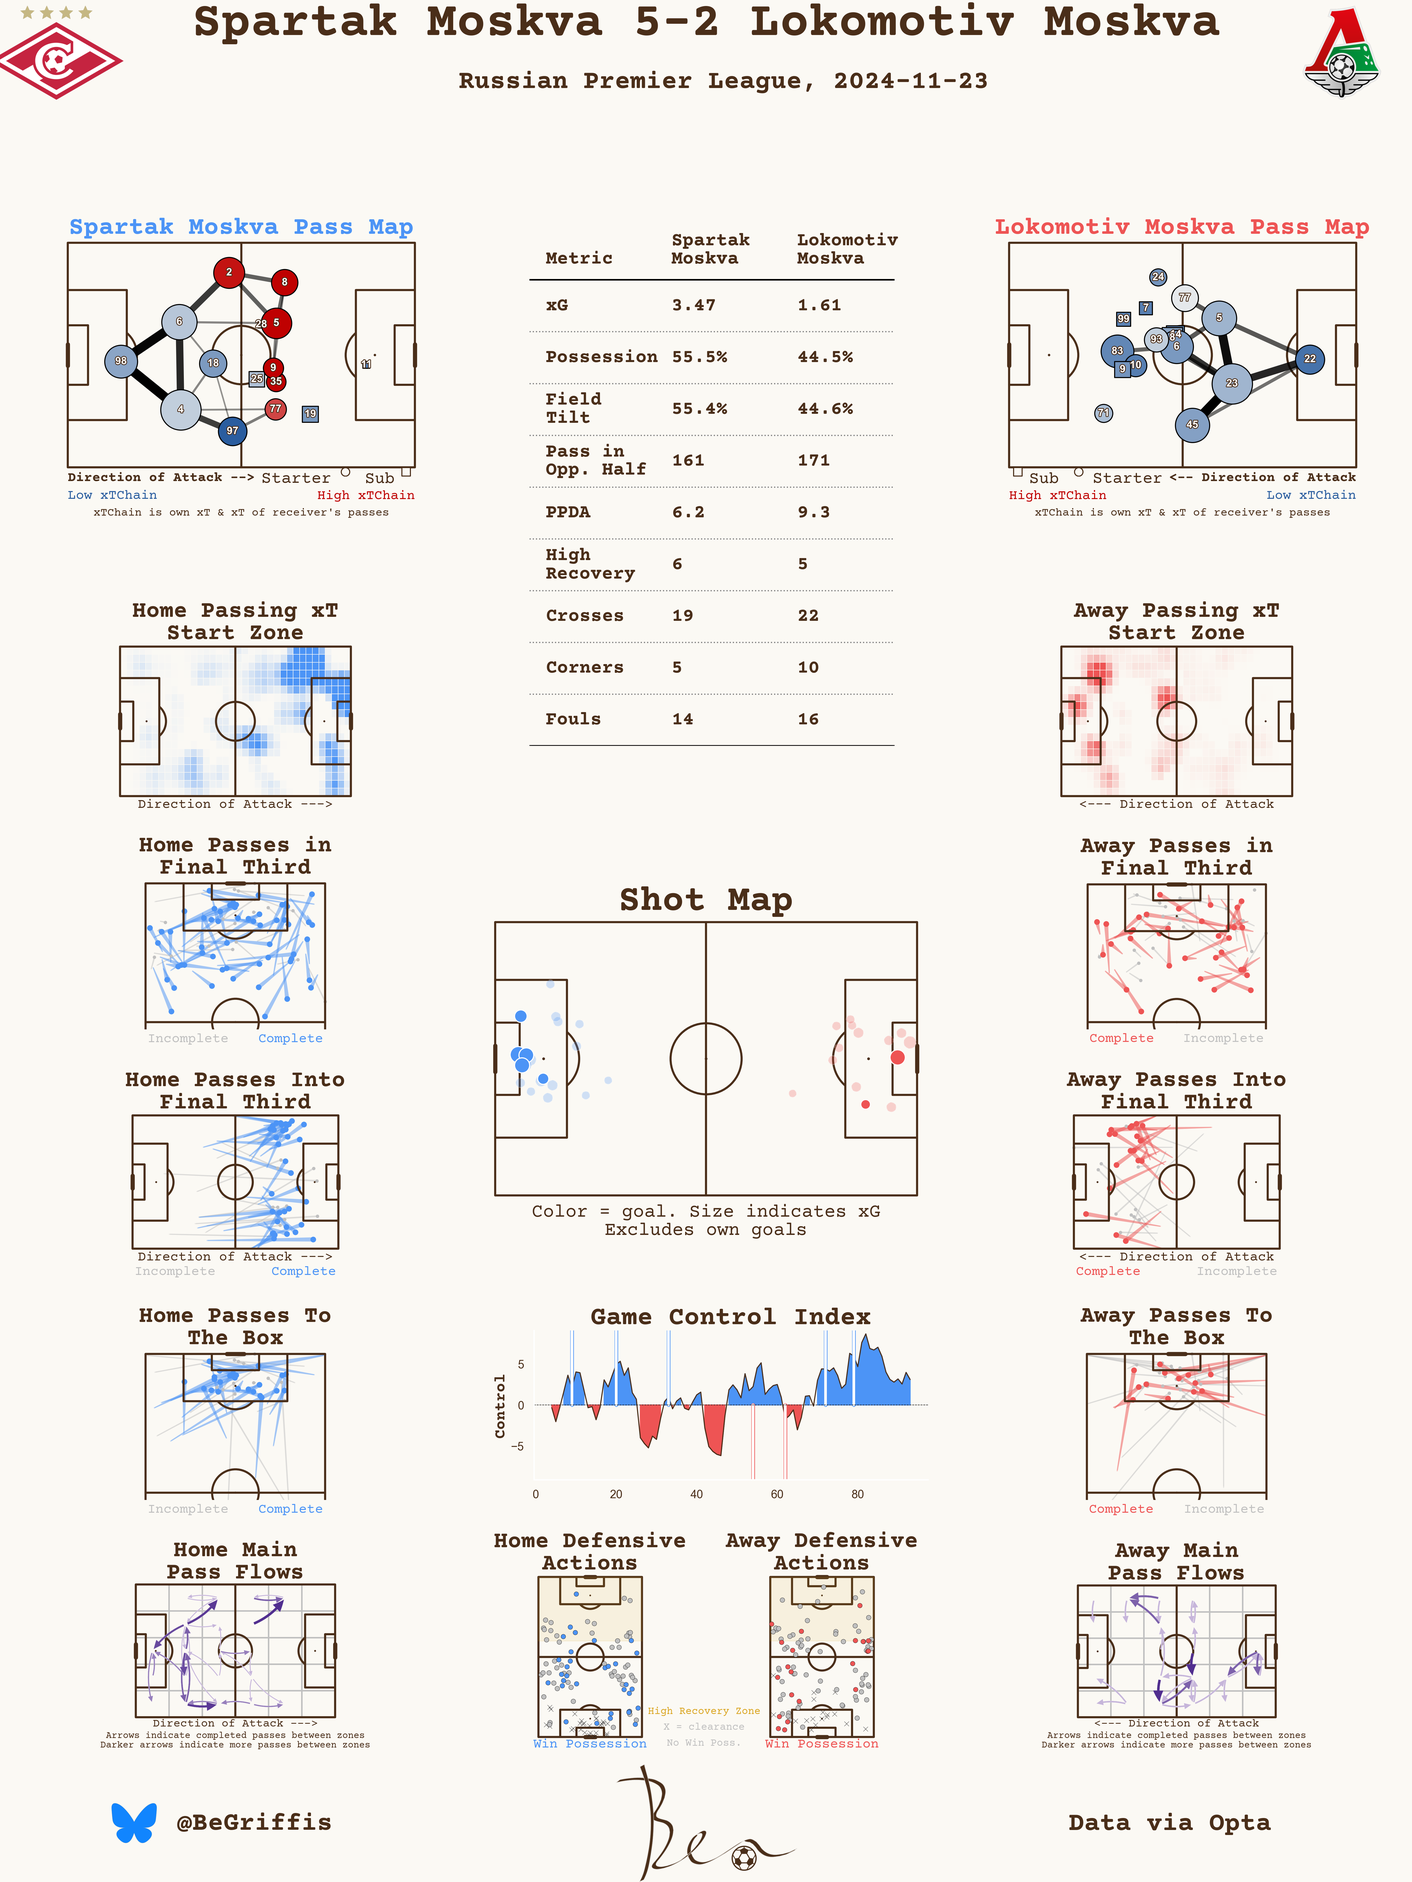 Spartak Moskva 5-2 Lokomotiv Moskva
Russian Premier League, 2024-11-23
Spartak Moskva Pass Map
2
8
6
28
5
98
18
9
11
25
35
4
77
19
97
Direction of Attack --> Starter Sub
Low xTChain High xTChain
xTChain is own xT & xT of receiver's passes
Metric Spartak Moskva Lokomotiv Moskva
xG 3.47 1.61
Possession 55.5% 44.5%
Field Tilt 55.4% 44.6%
Pass in Opp. Half 161 171
PPDA 6.2 9.3
High Recovery 6 5
Crosses 19 22
Corners 5 10
Fouls 14 16
Lokomotiv Moskva Pass Map
24
77
7
99
5
93
83
6
22
9
10
23
71
45
Sub Starter <-- Direction of Attack
High xTChain Low xTChain
xTChain is own xT & xT of receiver's passes
Home Passing xT
Start Zone
Direction of Attack --->
Away Passing xT
Start Zone
<--- Direction of Attack
Home Passes in
Final Third
Incomplete Complete
Away Passes in
Final Third
Complete Incomplete
Shot Map
Color = goal. Size indicates xG
Excludes own goals
Home Passes Into
Final Third
Direction of Attack --->
Incomplete Complete
Away Passes Into
Final Third
<--- Direction of Attack
Complete Incomplete
Home Passes To
The Box
Incomplete Complete
Game Control Index
Control
5
0
−5
0 20 40 60 80
Away Passes To
The Box
Complete Incomplete
Home Main
Pass Flows
Direction of Attack --->
Arrows indicate completed passes between zones
Darker arrows indicate more passes between zones
Home Defensive
Actions
Win Possession
High Recovery Zone
X = clearance
No Win Poss.
Away Defensive
Actions
Win Possession
Away Main
Pass Flows
<--- Direction of Attack
Arrows indicate completed passes between zones
Darker arrows indicate more passes between zones
@BeGriffis
Ben
Data via Opta